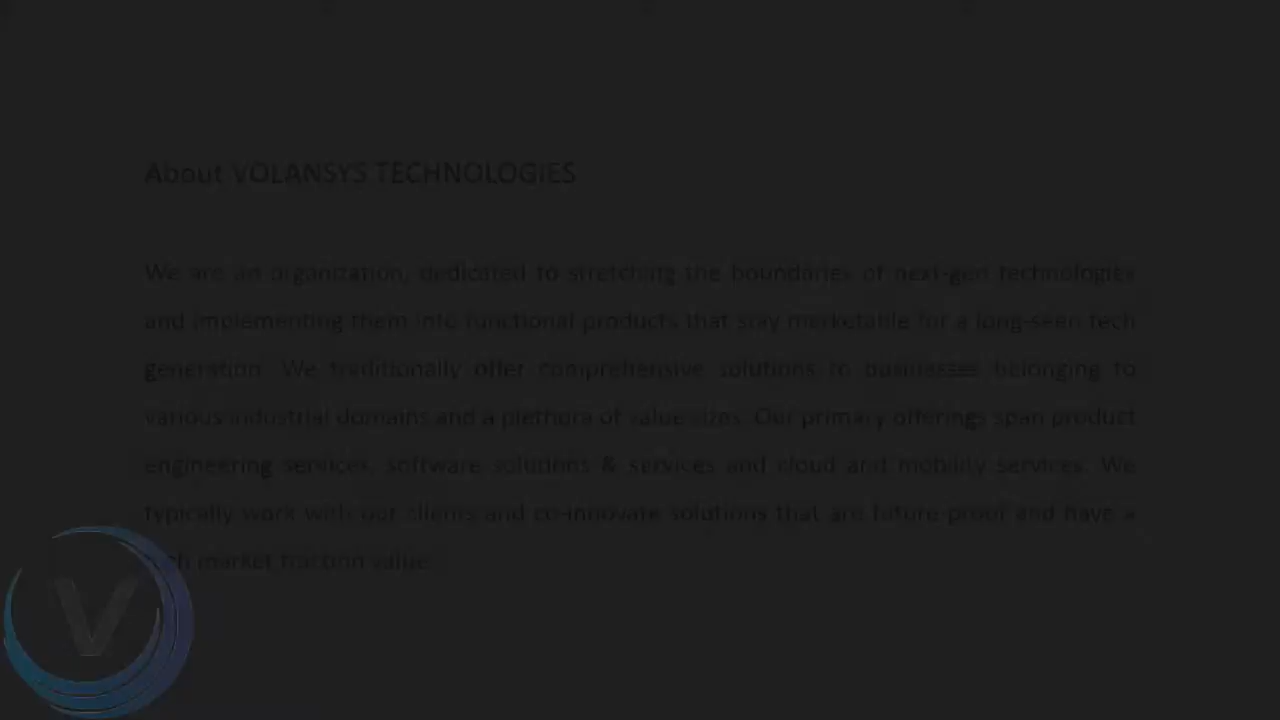 About VOLANSYS TECHNOLOGIES
We are an organization, dedicated to stretching the boundaries of next-gen technologies
and implementing them into functional products that stay marketable for a long-seen tech
generation. We traditionally offer comprehensive solutions to businesses belonging to
various industrial domains and a plethora of value sizes. Our primary offerings span product
engineering services, software solutions & services and cloud and mobility services. We
typically work with our clients and co-innovate solutions that are future-proof and have a
market traction value.
V